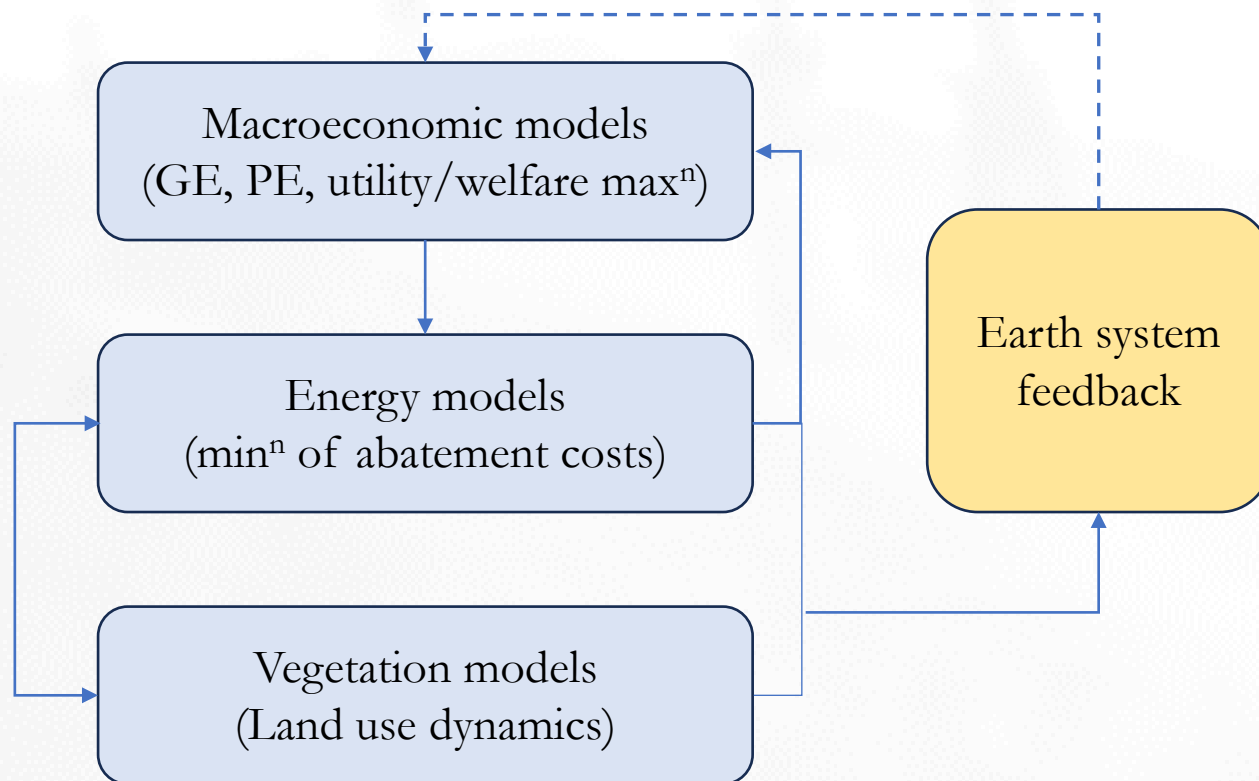 Macroeconomic models
(GE, PE, utility/welfare maxⁿ)
Energy models
(minⁿ of abatement costs)
Earth system
feedback
Vegetation models
(Land use dynamics)